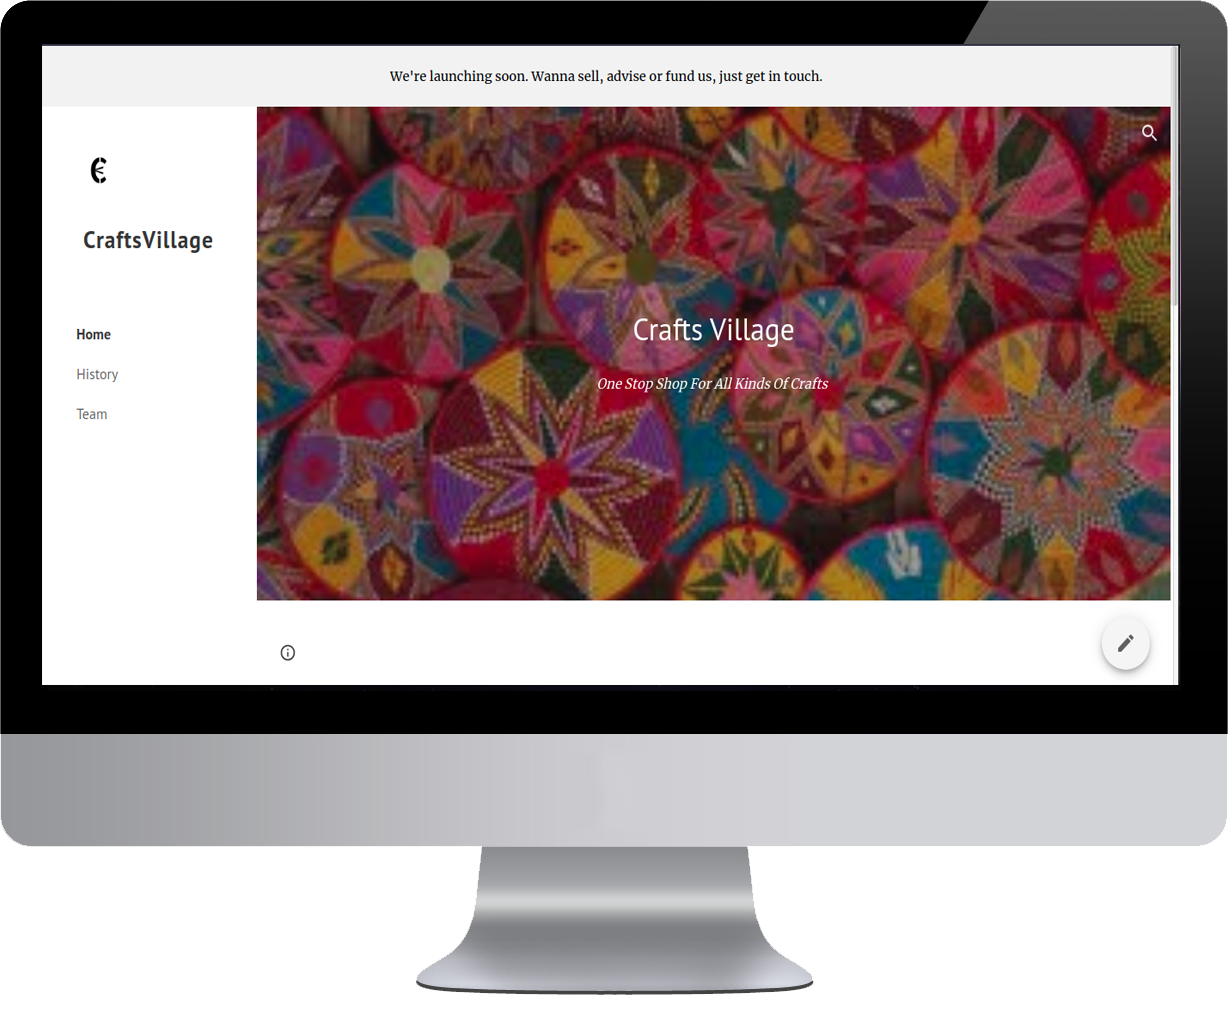 We're launching soon. Wanna sell, advise or fund us, just get in touch.
CraftsVillage
Home
History
Team
Crafts Village
One Stop Shop For All Kinds Of Crafts